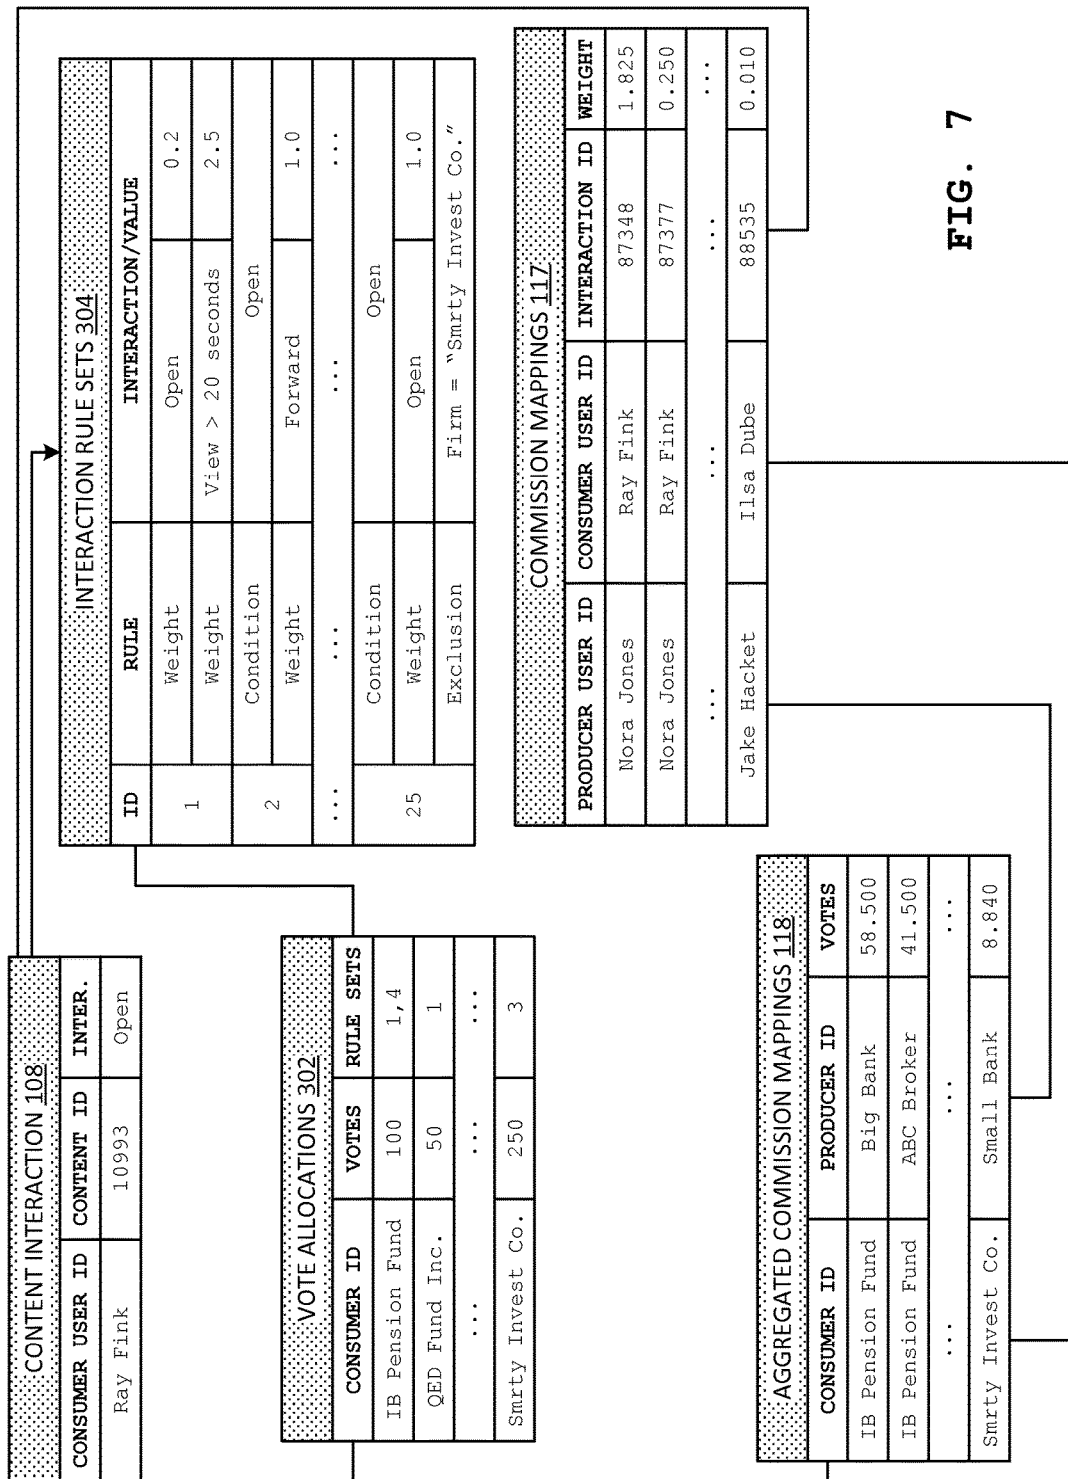 CONTENT INTERACTION 108
CONSUMER USER ID CONTENT ID INTER.
Ray Fink 10993 Open
INTERACTION RULE SETS 304
ID RULE INTERACTION/VALUE
1 Weight Open 0.2
Weight View > 20 seconds 2.5
2 Condition Open
Weight Forward 1.0
... ... ... ...
25 Condition Open
Weight Open 1.0
Exclusion Firm = "Smrty Invest Co."
VOTE ALLOCATIONS 302
CONSUMER ID VOTES RULE SETS
IB Pension Fund 100 1,4
QED Fund Inc. 50 1
... ... ...
Smrty Invest Co. 250 3
COMMISSION MAPPINGS 117
PRODUCER USER ID CONSUMER USER ID INTERACTION ID WEIGHT
Nora Jones Ray Fink 87348 1.825
Nora Jones Ray Fink 87377 0.250
... ... ... ...
Jake Hacket Ilsa Dube 88535 0.010
AGGREGATED COMMISSION MAPPINGS 118
CONSUMER ID PRODUCER ID VOTES
IB Pension Fund Big Bank 58.500
IB Pension Fund ABC Broker 41.500
... ... ...
Smrty Invest Co. Small Bank 8.840
FIG. 7